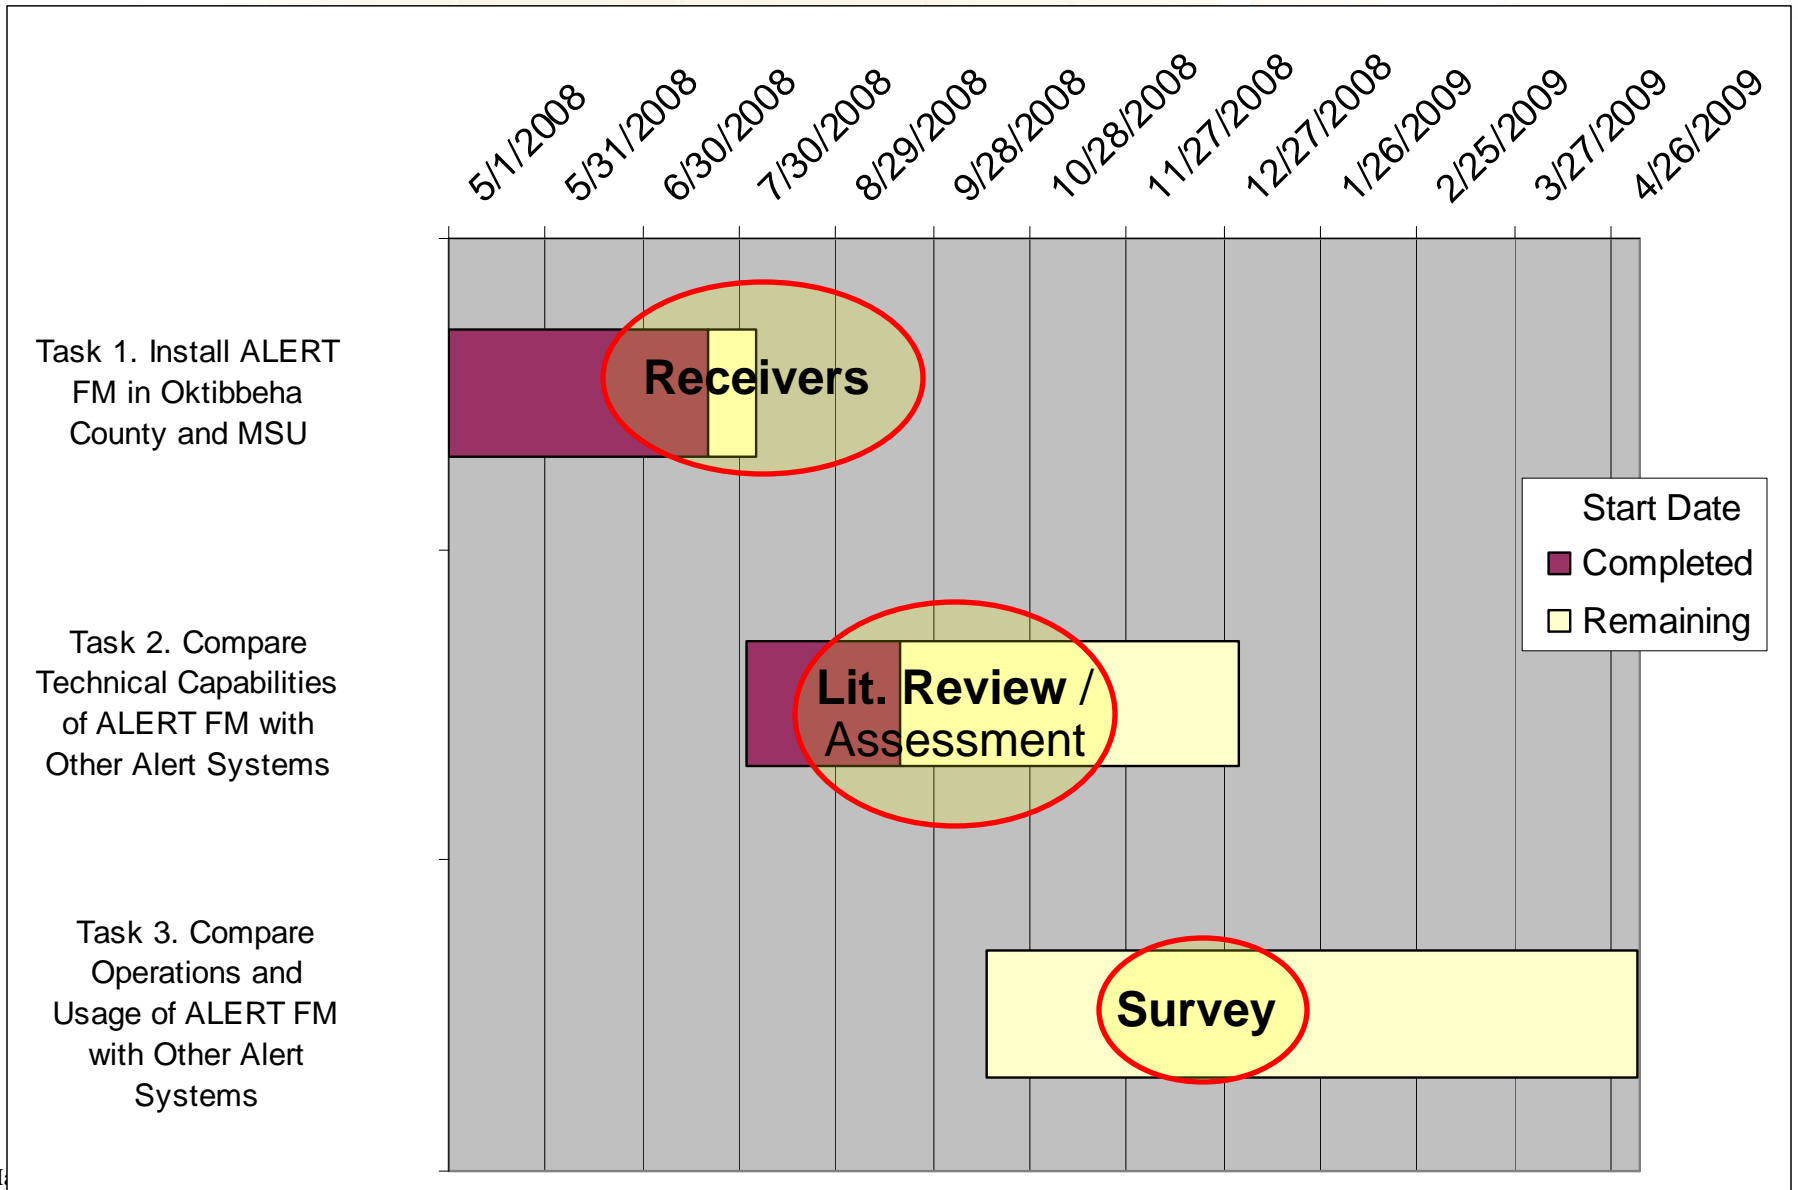 5/1/2008
5/31/2008
6/30/2008
7/30/2008
8/29/2008
9/28/2008
10/28/2008
11/27/2008
12/27/2008
1/26/2009
2/25/2009
3/27/2009
4/26/2009
Task 1. Install ALERT
FM in Oktibbeha
County and MSU
Receivers
Start Date
Completed
Remaining
Task 2. Compare
Technical Capabilities
of ALERT FM with
Other Alert Systems
Lit. Review /
Assessment
Task 3. Compare
Operations and
Usage of ALERT FM
with Other Alert
Systems
Survey